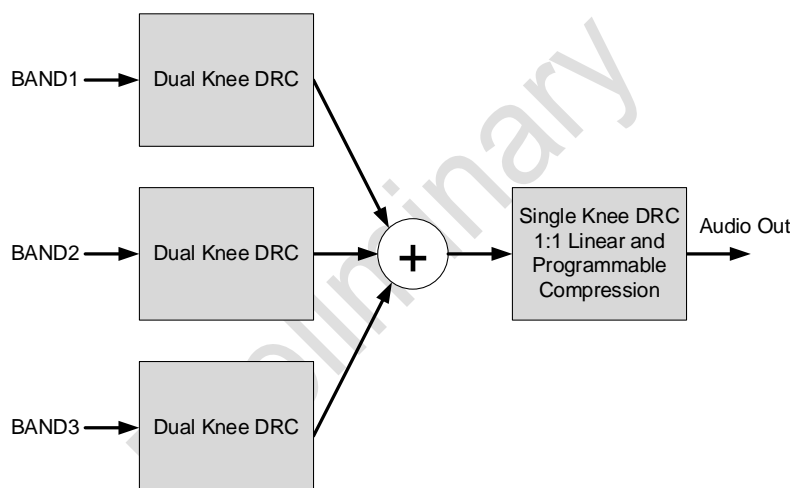 BAND1
Dual Knee DRC
BAND2
Dual Knee DRC
+
Single Knee DRC
1:1 Linear and
Programmable
Compression
Audio Out
BAND3
Dual Knee DRC